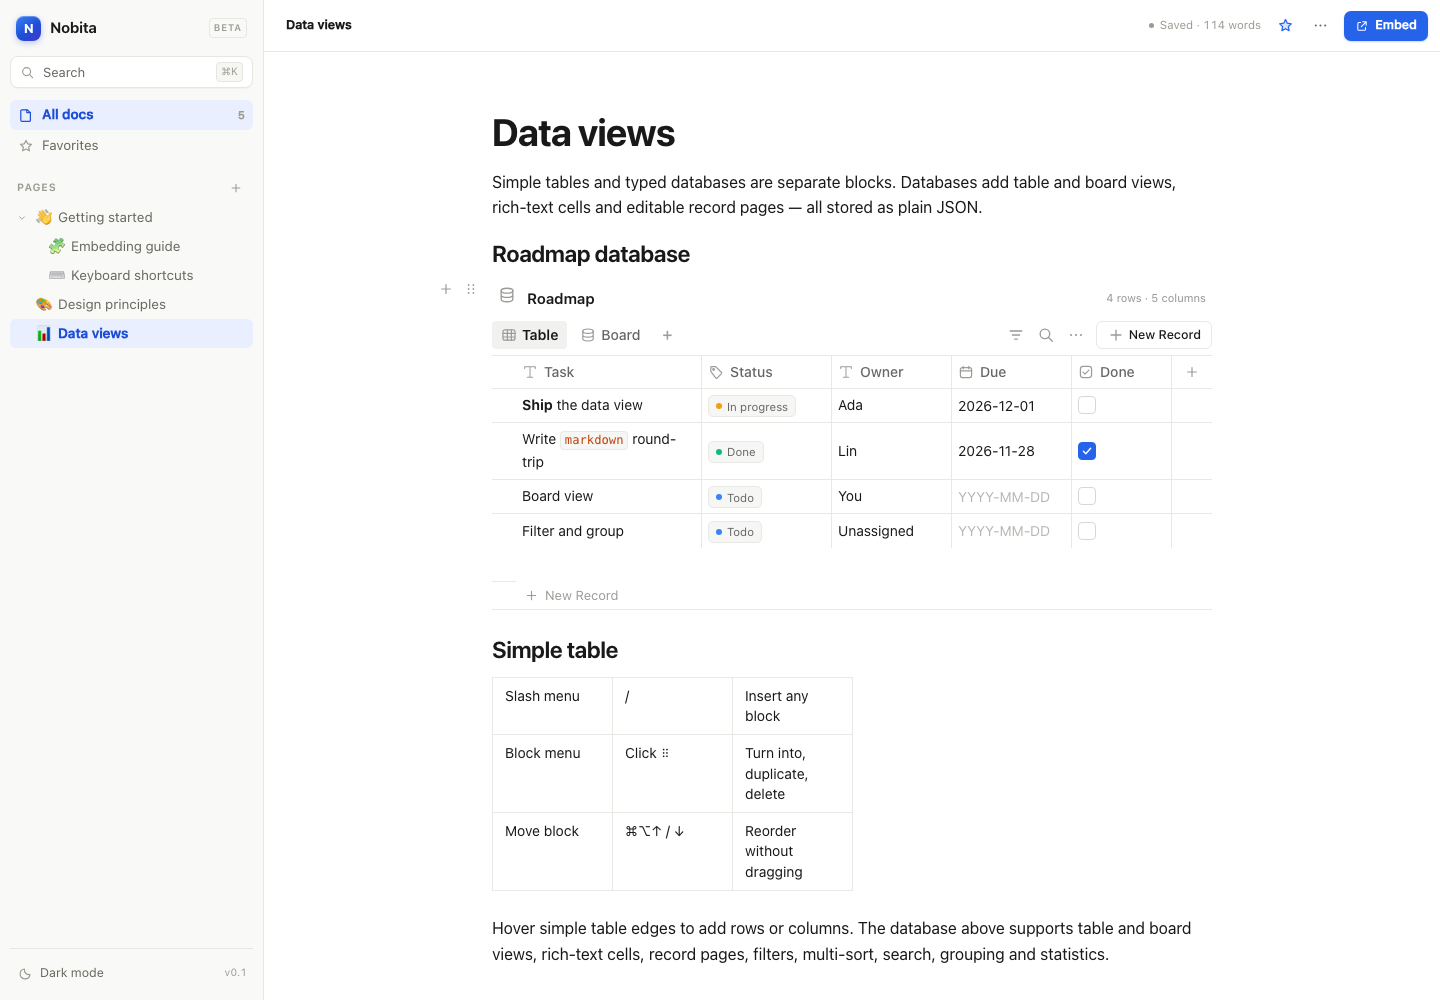 N Nobita BETA
Search ⌘K
All docs 5
Favorites
PAGES
Getting started
Embedding guide
Keyboard shortcuts
Design principles
Data views
Dark mode v0.1
Data views
Saved · 114 words
Embed
Data views
Simple tables and typed databases are separate blocks. Databases add table and board views,
rich-text cells and editable record pages — all stored as plain JSON.
Roadmap database
Roadmap
4 rows · 5 columns
Table Board
New Record
Task Status Owner Due Done
Ship the data view In progress Ada 2026-12-01
Write markdown round-
trip
Done Lin 2026-11-28
Board view Todo You YYYY-MM-DD
Filter and group Todo Unassigned YYYY-MM-DD
New Record
Simple table
Slash menu
/
Insert any
block
Block menu
Click ⠿
Turn into,
duplicate,
delete
Move block
⌘⌥↑ / ↓
Reorder
without
dragging
Hover simple table edges to add rows or columns. The database above supports table and board
views, rich-text cells, record pages, filters, multi-sort, search, grouping and statistics.